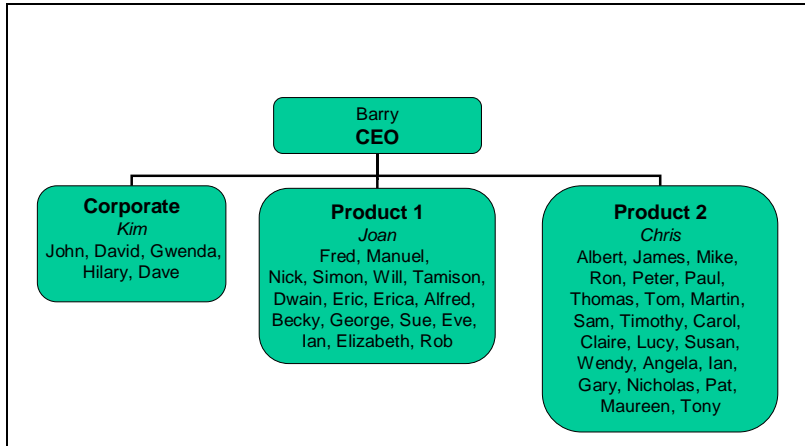 Barry
CEO
Corporate
Kim
John, David, Gwenda,
Hilary, Dave
Product 1
Joan
Fred, Manuel,
Nick, Simon, Will, Tamison,
Dwain, Eric, Erica, Alfred,
Becky, George, Sue, Eve,
Ian, Elizabeth, Rob
Product 2
Chris
Albert, James, Mike,
Ron, Peter, Paul,
Thomas, Tom, Martin,
Sam, Timothy, Carol,
Claire, Lucy, Susan,
Wendy, Angela, Ian,
Gary, Nicholas, Pat,
Maureen, Tony